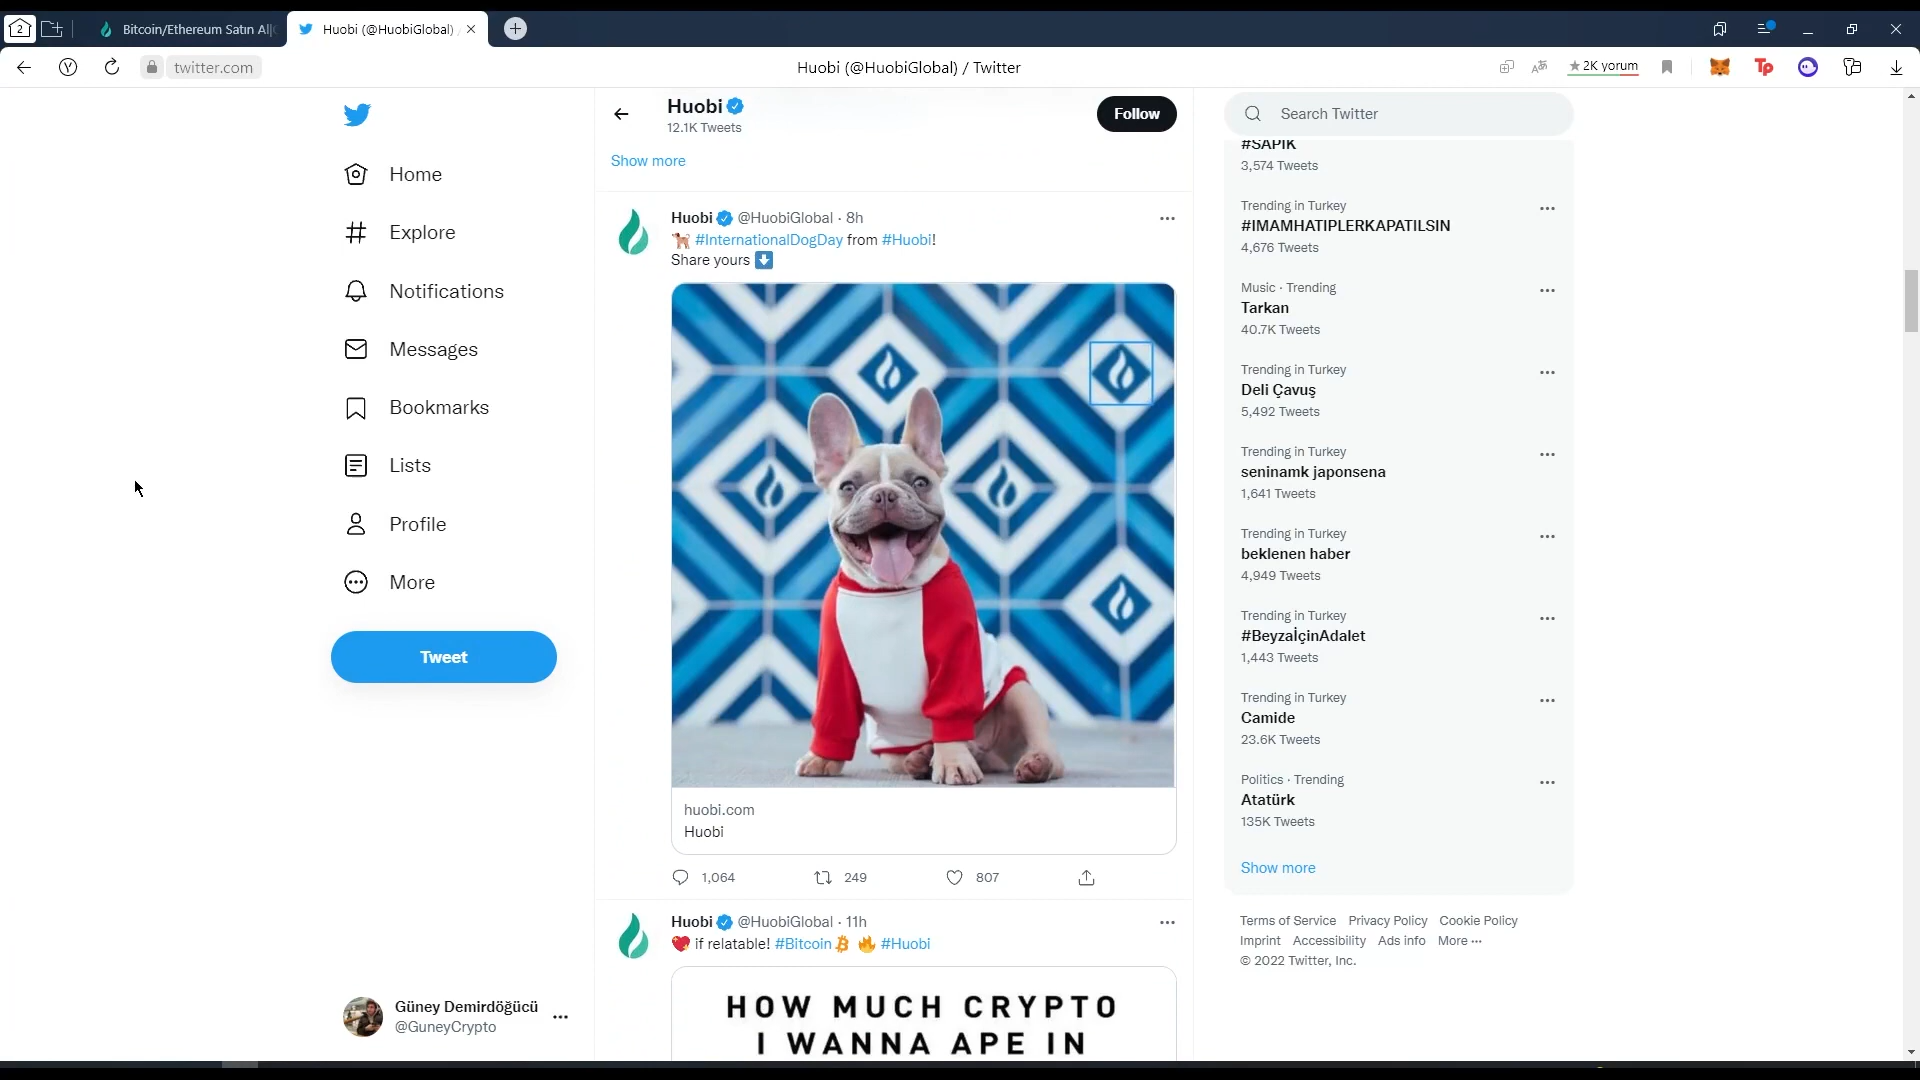 2
Bitcoin/Ethereum Satın Al|
Huobi (@HuobiGlobal)
twitter.com
Huobi (@HuobiGlobal) / Twitter
★ 2K yorum
Home
Explore
Notifications
Messages
Bookmarks
Lists
Profile
More
Tweet
Güney Demirdöğücü
@GuneyCrypto
Huobi
12.1K Tweets
Follow
Show more
Huobi @HuobiGlobal · 8h
#InternationalDogDay from #Huobi!
Share yours
huobi.com
Huobi
1,064
249
807
Huobi @HuobiGlobal · 11h
if relatable! #Bitcoin #Huobi
HOW MUCH CRYPTO
I WANNA APE IN
Search Twitter
#SAPIK
3,574 Tweets
Trending in Turkey
#IMAMHATIPLERKAPATILSIN
4,676 Tweets
Music · Trending
Tarkan
40.7K Tweets
Trending in Turkey
Deli Çavuş
5,492 Tweets
Trending in Turkey
seninamk japonsena
1,641 Tweets
Trending in Turkey
beklenen haber
4,949 Tweets
Trending in Turkey
#BeyzaİçinAdalet
1,443 Tweets
Trending in Turkey
Camide
23.6K Tweets
Politics · Trending
Atatürk
135K Tweets
Show more
Terms of Service Privacy Policy Cookie Policy
Imprint Accessibility Ads info More ···
© 2022 Twitter, Inc.